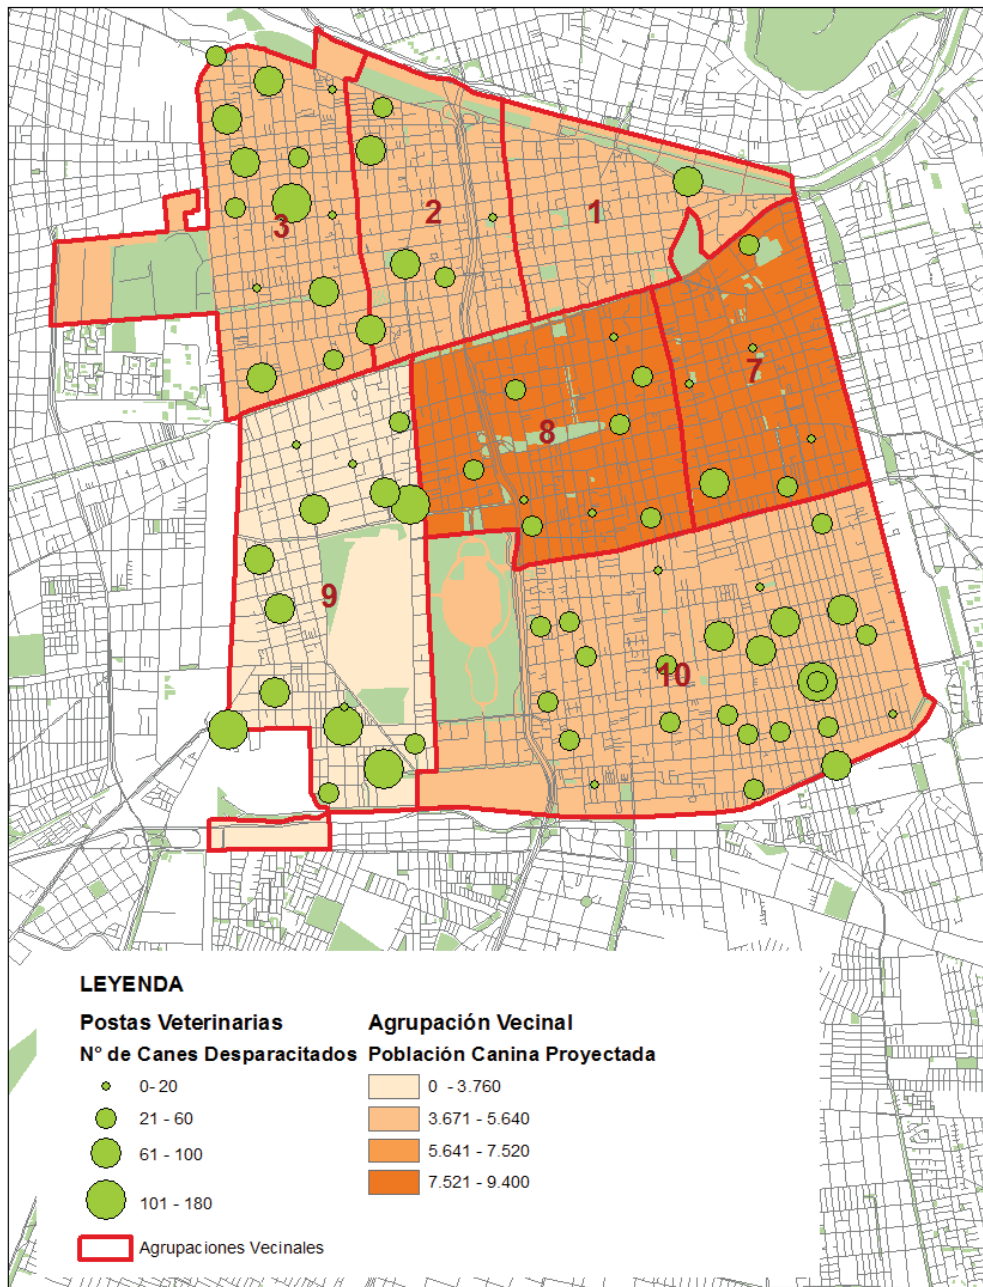 3
2
1
7
8
9
10
LEYENDA
Postas Veterinarias
N° de Canes Desparacitados
0- 20
21 - 60
61 - 100
101 - 180
Agrupaciones Vecinales
Agrupación Vecinal
Población Canina Proyectada
0 - 3.760
3.671 - 5.640
5.641 - 7.520
7.521 - 9.400